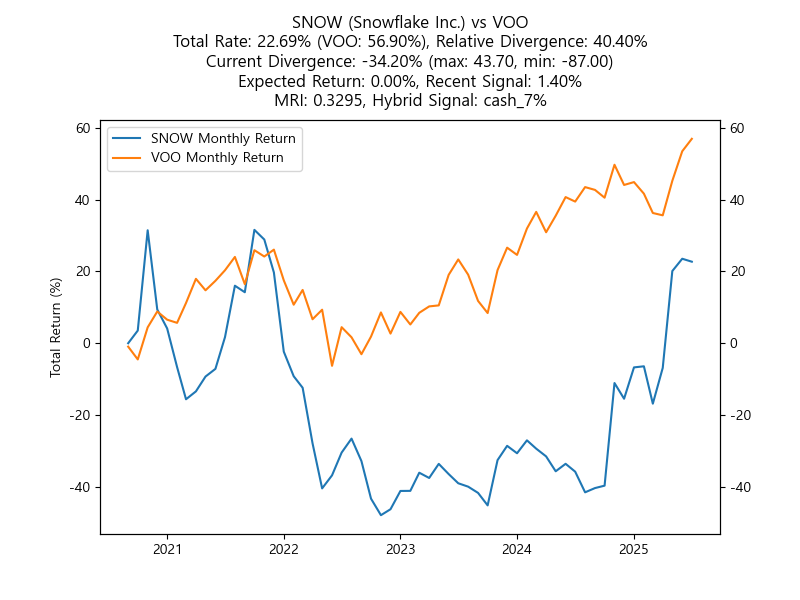 SNOW (Snowflake Inc.) vs VOO
Total Rate: 22.69% (VOO: 56.90%), Relative Divergence: 40.40%
Current Divergence: -34.20% (max: 43.70, min: -87.00)
Expected Return: 0.00%, Recent Signal: 1.40%
MRI: 0.3295, Hybrid Signal: cash_7%
SNOW Monthly Return
VOO Monthly Return
Total Return (%)
60
40
20
0
-20
-40
60
40
20
0
-20
-40
2021 2022 2023 2024 2025